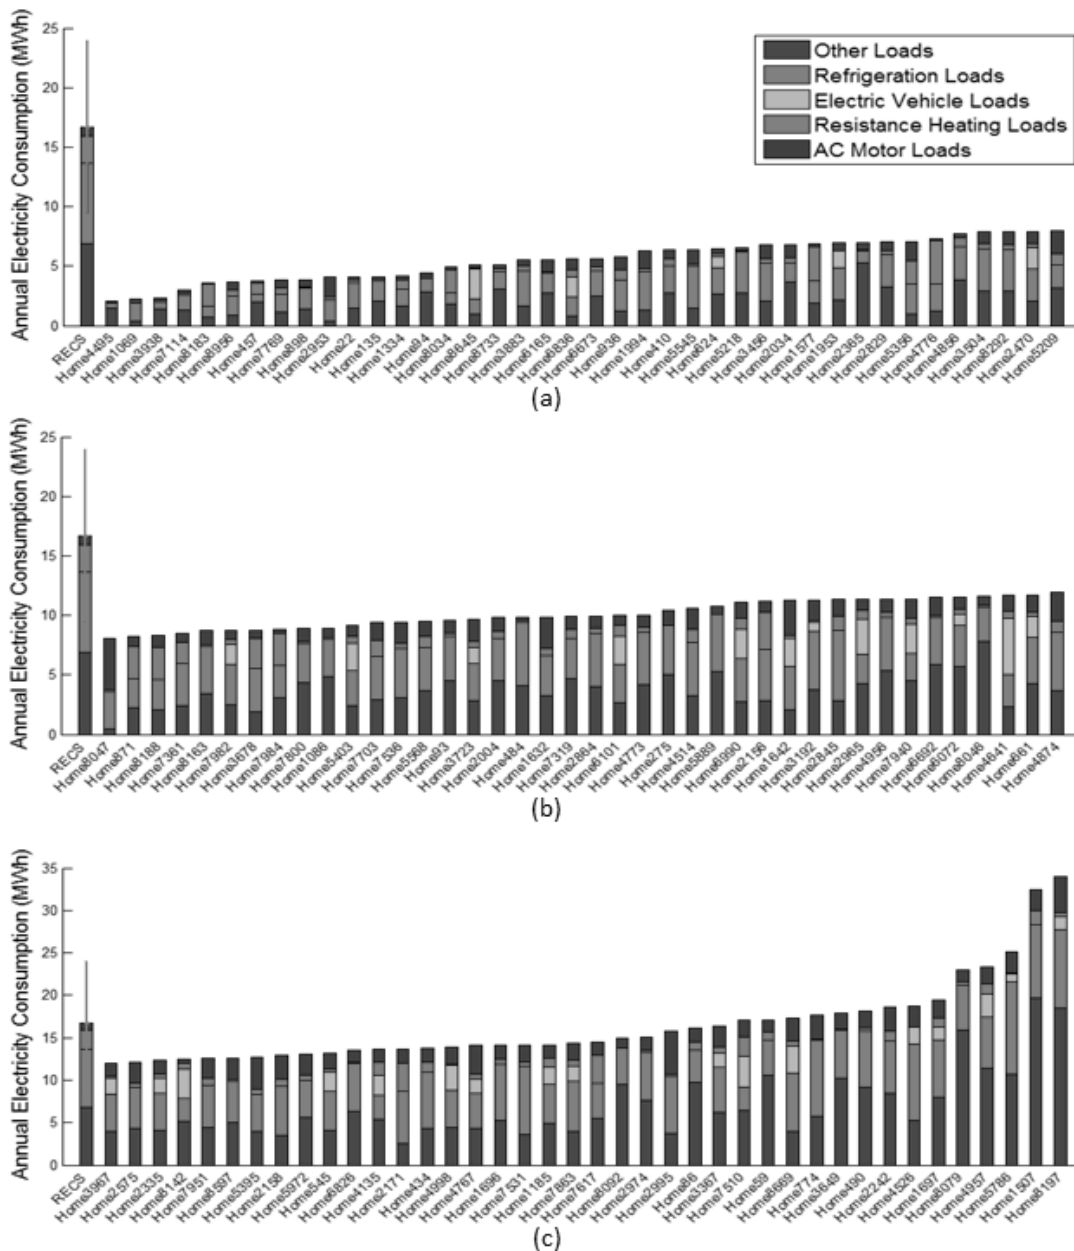 25
20
15
10
5
0
Annual Electricity Consumption (MWh)
Other Loads
Refrigeration Loads
Electric Vehicle Loads
Resistance Heating Loads
AC Motor Loads
RECS
Home4495
Home1069
Home3938
Home7114
Home8183
Home8956
Home457
Home7769
Home898
Home2953
Home22
Home135
Home1334
Home94
Home8034
Home8645
Home8733
Home3883
Home6165
Home6836
Home6673
Home936
Home1994
Home410
Home5545
Home624
Home5218
Home3456
Home2034
Home1577
Home1953
Home2365
Home2829
Home5356
Home4776
Home4856
Home3504
Home8292
Home2470
Home5209
(a)
25
20
15
10
5
0
Annual Electricity Consumption (MWh)
RECS
Home8047
Home871
Home8188
Home7361
Home8163
Home7982
Home3678
Home7984
Home7800
Home1086
Home5403
Home7703
Home7536
Home5568
Home93
Home3723
Home2004
Home484
Home1632
Home7319
Home2864
Home6101
Home4773
Home275
Home4514
Home5889
Home6990
Home2156
Home1642
Home3192
Home2845
Home2965
Home4956
Home7940
Home6692
Home6072
Home8046
Home4641
Home661
Home4874
(b)
35
30
25
20
15
10
5
0
Annual Electricity Consumption (MWh)
RECS
Home3967
Home2575
Home2335
Home8142
Home7951
Home8597
Home5395
Home2158
Home5972
Home545
Home6826
Home4135
Home2171
Home434
Home4998
Home4767
Home1696
Home7531
Home1185
Home7863
Home7617
Home8092
Home2974
Home2995
Home86
Home3367
Home7510
Home59
Home8669
Home774
Home3649
Home490
Home2242
Home4526
Home1697
Home8079
Home4957
Home5786
Home1507
Home8197
(c)